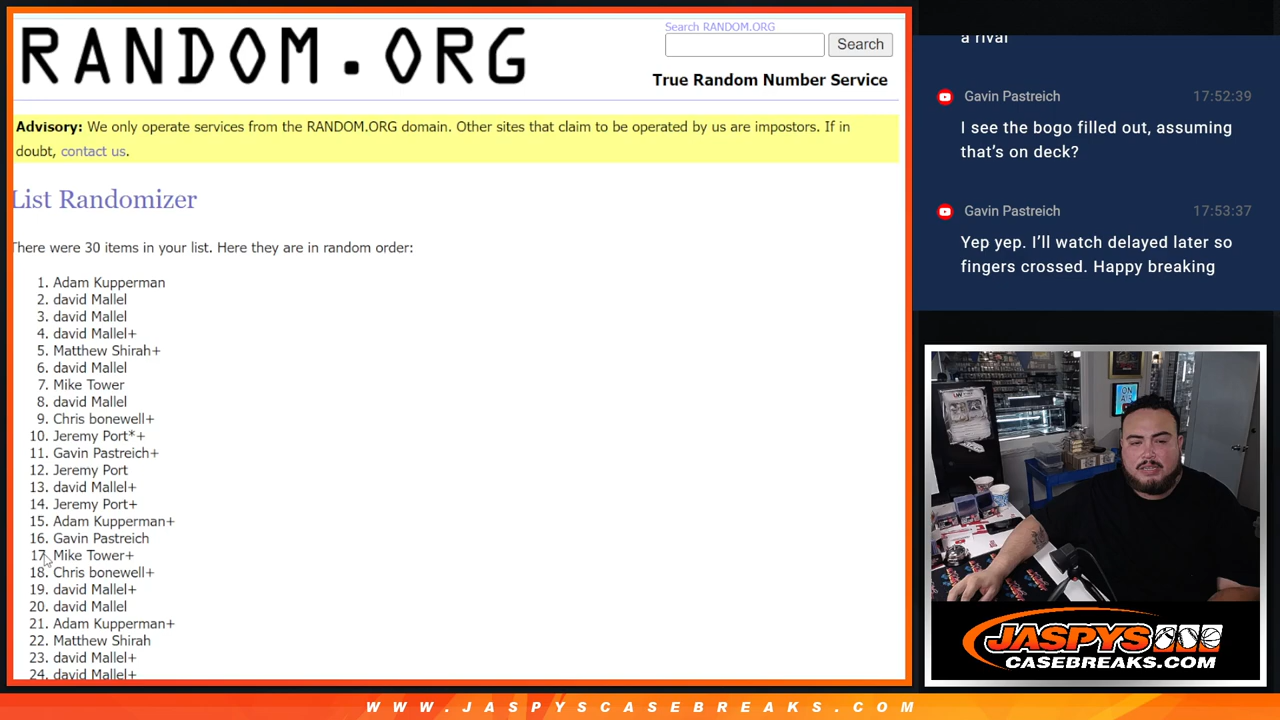 RANDOM.ORG
Search RANDOM.ORG
Search
True Random Number Service
Advisory: We only operate services from the RANDOM.ORG domain. Other sites that claim to be operated by us are impostors. If in
doubt, contact us.
List Randomizer
There were 30 items in your list. Here they are in random order:
1. Adam Kupperman
2. david Mallel
3. david Mallel
4. david Mallel+
5. Matthew Shirah+
6. david Mallel
7. Mike Tower
8. david Mallel
9. Chris bonewell+
10. Jeremy Port*+
11. Gavin Pastreich+
12. Jeremy Port
13. david Mallel+
14. Jeremy Port+
15. Adam Kupperman+
16. Gavin Pastreich
17. Mike Tower+
18. Chris bonewell+
19. david Mallel+
20. david Mallel
21. Adam Kupperman+
22. Matthew Shirah
23. david Mallel+
24. david Mallel+
a rival
Gavin Pastreich 17:52:39
I see the bogo filled out, assuming
that's on deck?
Gavin Pastreich 17:53:37
Yep yep. I'll watch delayed later so
fingers crossed. Happy breaking
ON
AIR
JASPYS
CASEBREAKS.COM
WWW.JASPYSCASEBREAKS.COM